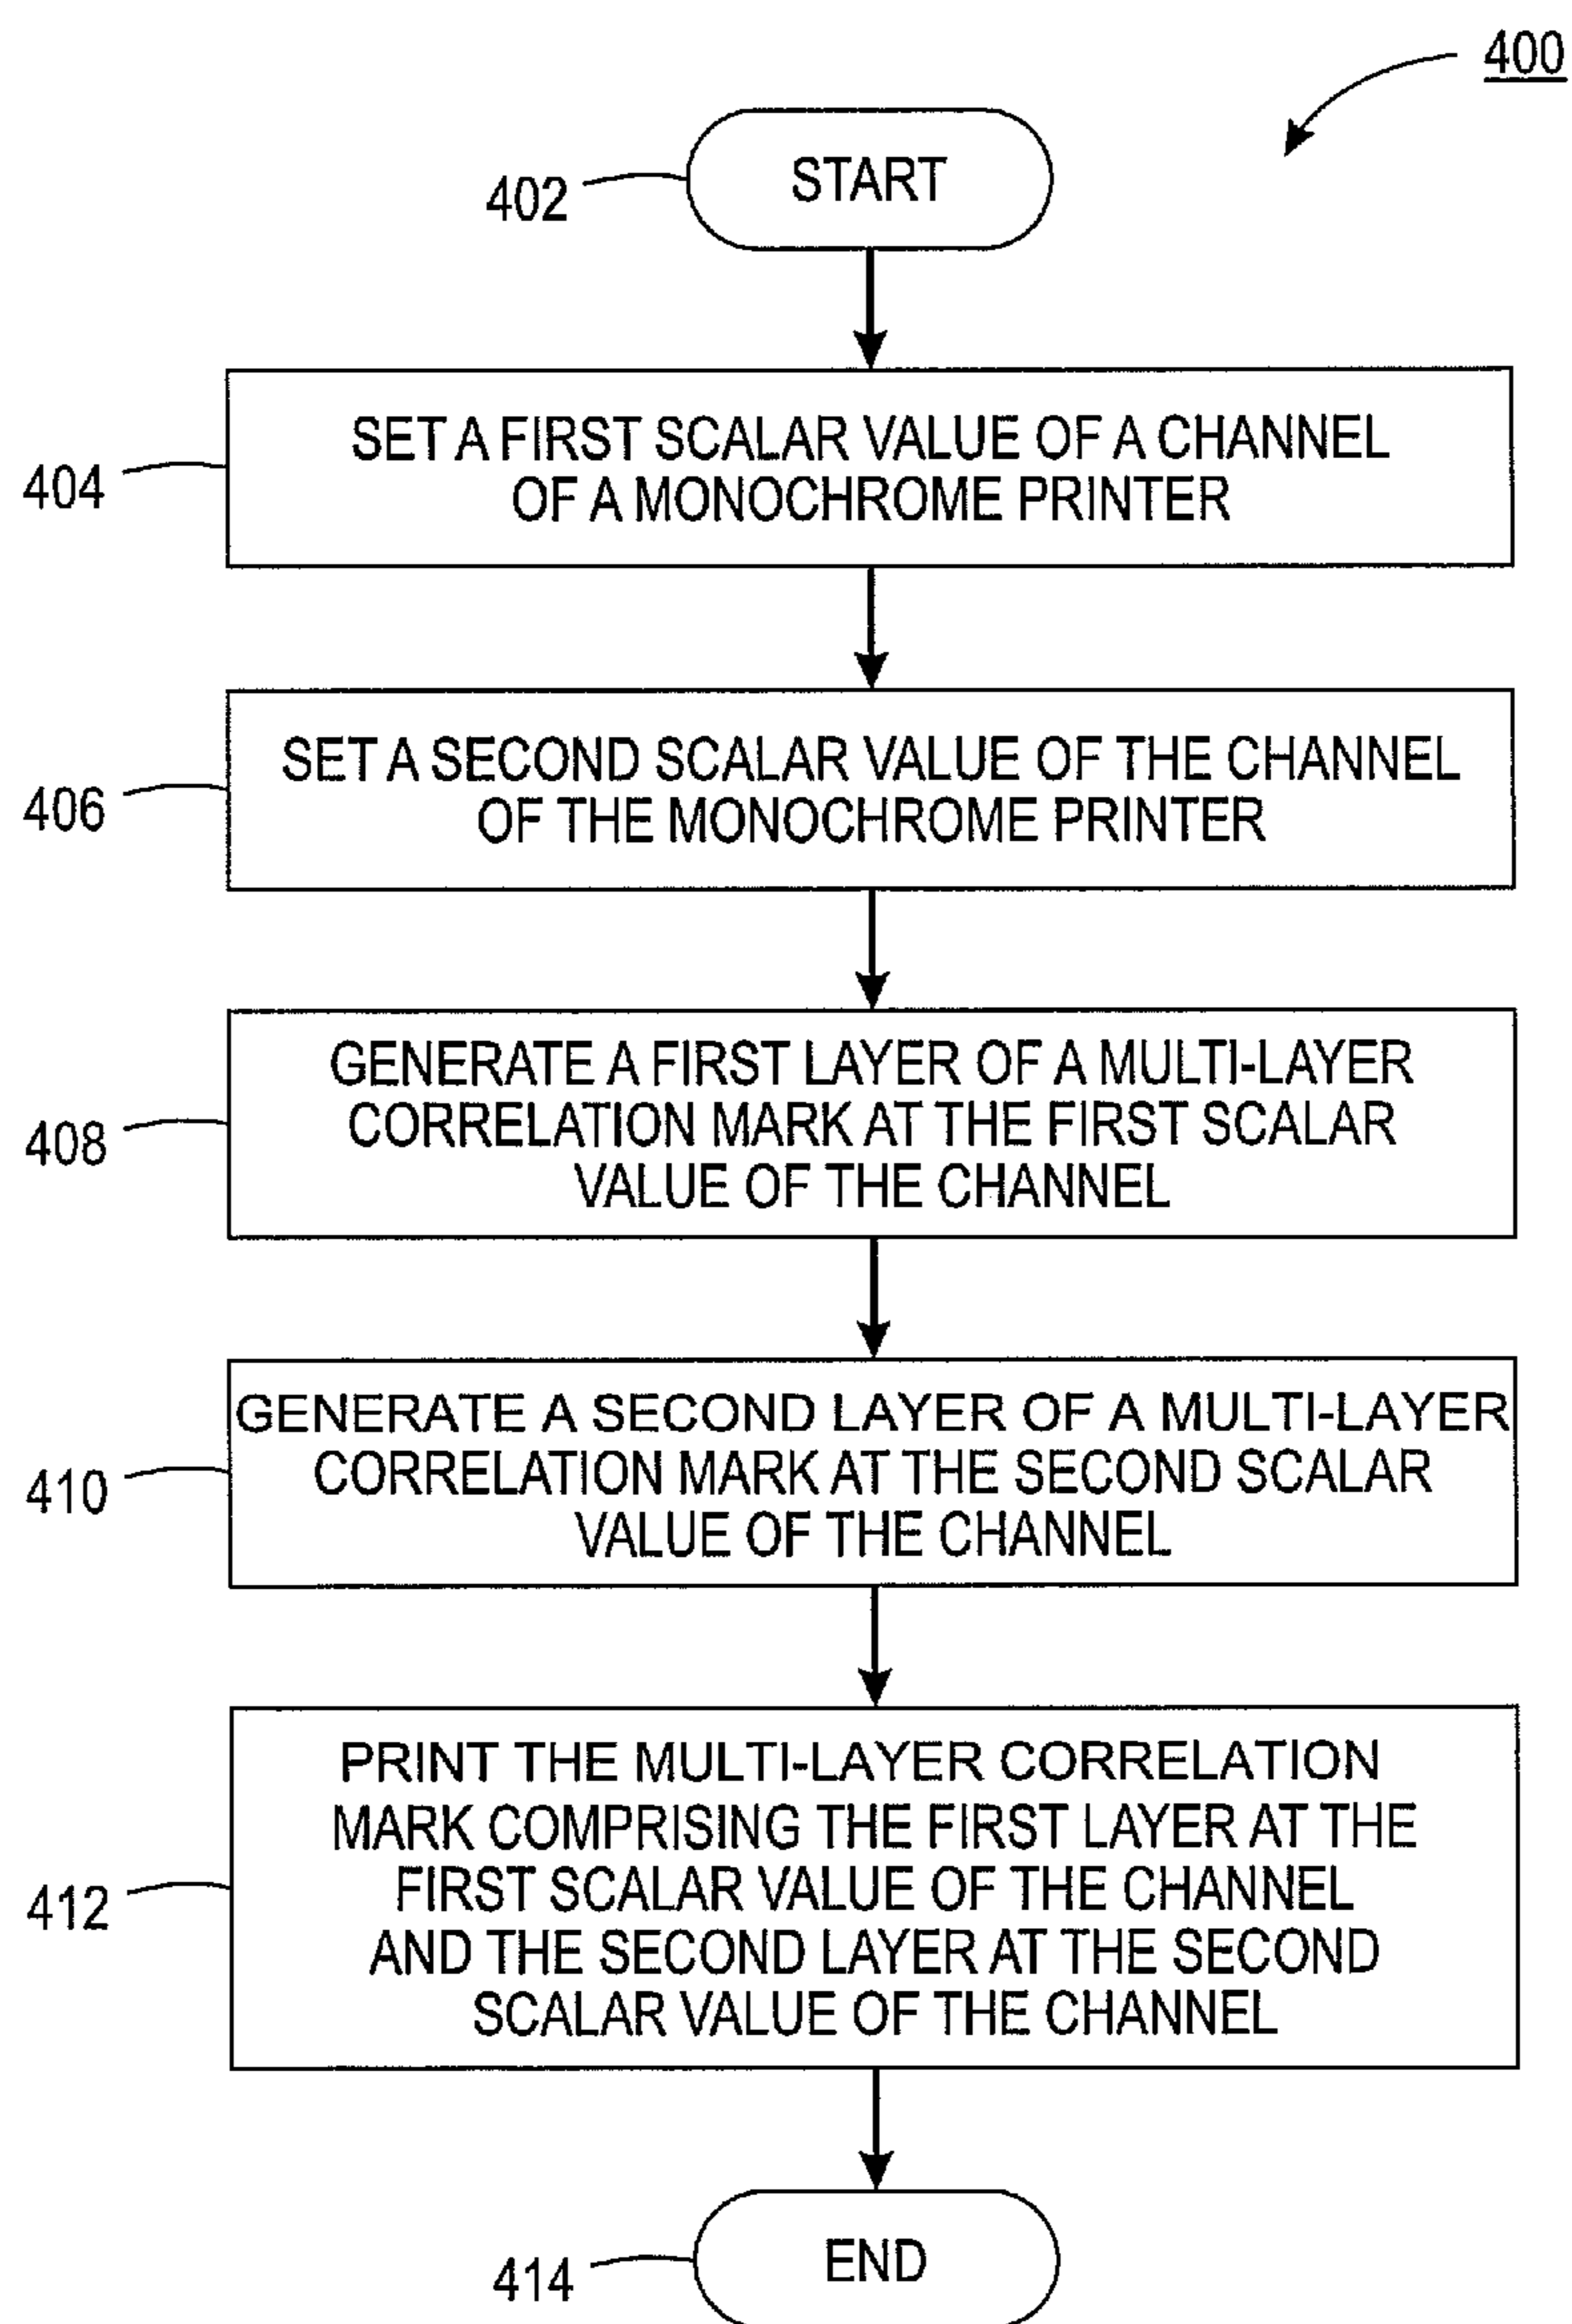 400
402
START
404
SET A FIRST SCALAR VALUE OF A CHANNEL
OF A MONOCHROME PRINTER
406
SET A SECOND SCALAR VALUE OF THE CHANNEL
OF THE MONOCHROME PRINTER
408
GENERATE A FIRST LAYER OF A MULTI-LAYER
CORRELATION MARK AT THE FIRST SCALAR
VALUE OF THE CHANNEL
410
GENERATE A SECOND LAYER OF A MULTI-LAYER
CORRELATION MARK AT THE SECOND SCALAR
VALUE OF THE CHANNEL
412
PRINT THE MULTI-LAYER CORRELATION
MARK COMPRISING THE FIRST LAYER AT THE
FIRST SCALAR VALUE OF THE CHANNEL
AND THE SECOND LAYER AT THE SECOND
SCALAR VALUE OF THE CHANNEL
414
END